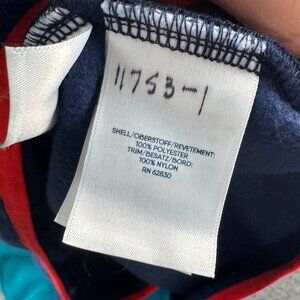 11753-1
SHELL/OBERSTOFF/REVETEMENT:
100% POLYESTER
TRIM/BESATZ/BORD:
100% NYLON
RN 62830